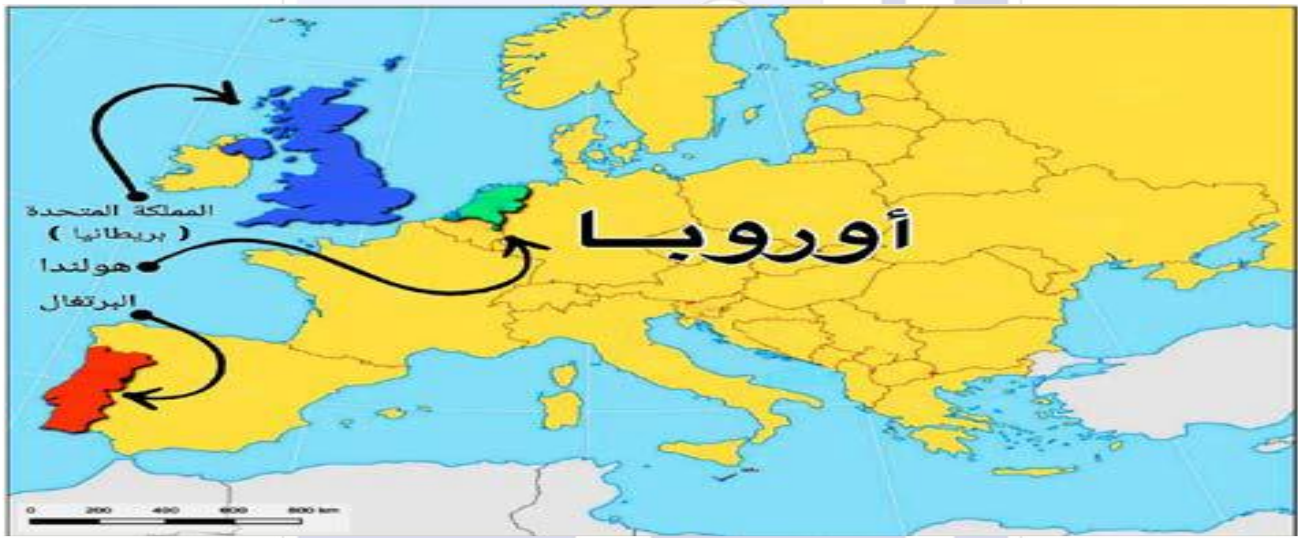 المملكة المتحدة
( بريطانيا )
هولندا
البرتغال
أوروبا
0 200 400 600 800 km